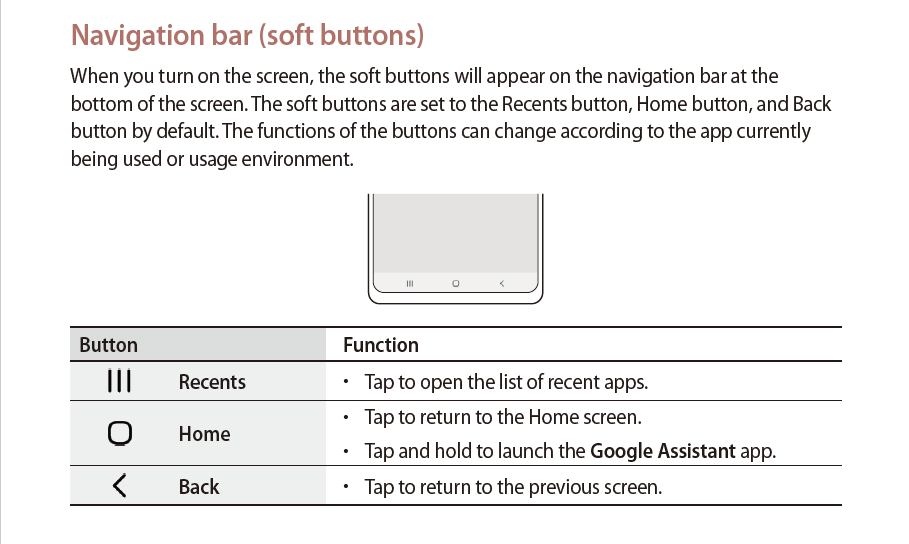 Navigation bar (soft buttons)
When you turn on the screen, the soft buttons will appear on the navigation bar at the
bottom of the screen. The soft buttons are set to the Recents button, Home button, and Back
button by default. The functions of the buttons can change according to the app currently
being used or usage environment.
Button Function
Recents • Tap to open the list of recent apps.
Home • Tap to return to the Home screen.
• Tap and hold to launch the Google Assistant app.
Back • Tap to return to the previous screen.